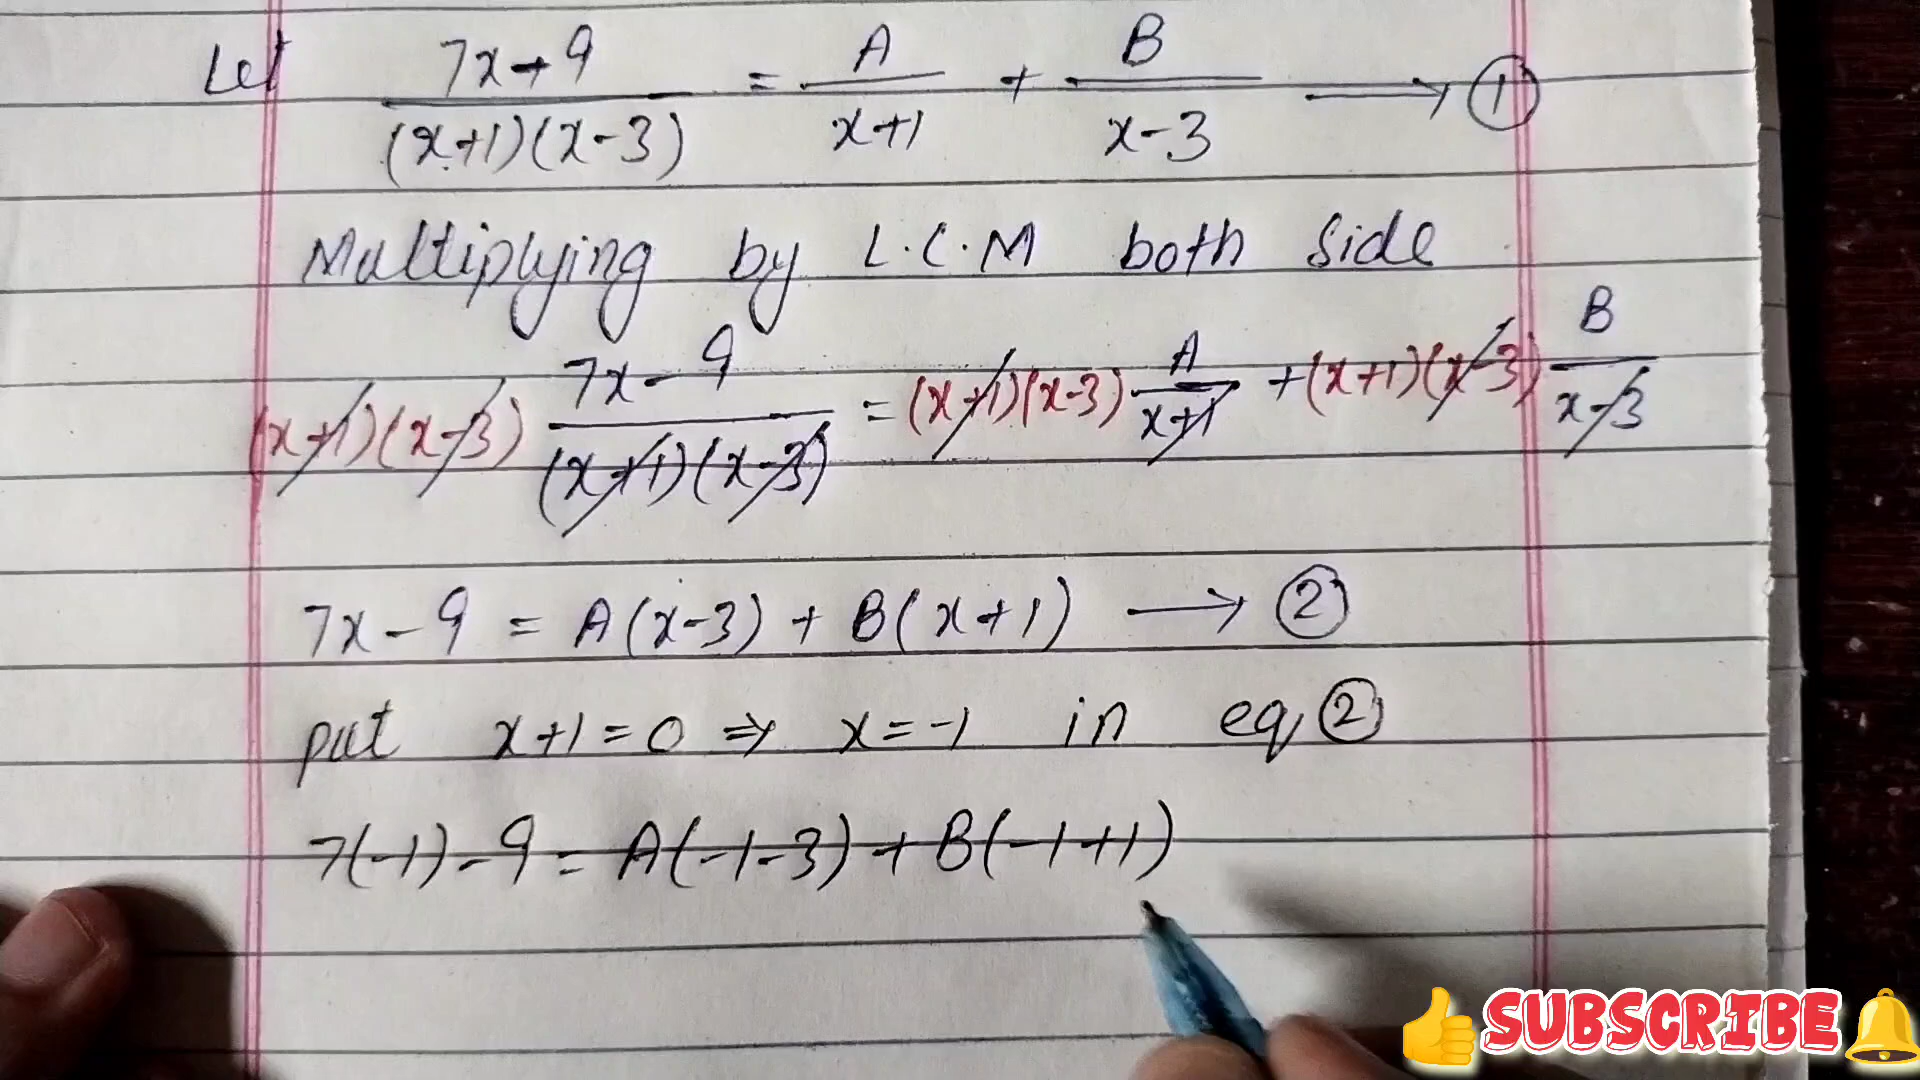 Let 7x-9/(x+1)(x-3) = A/x+1 + B/x-3 → ①
Multiplying by L.C.M both side
(x+1)(x-3) 7x-9/(x+1)(x-3) = (x+1)(x-3) A/x+1 + (x+1)(x-3) B/x-3
7x-9 = A(x-3) + B(x+1) → ②
put x+1=0 ⇒ x=-1 in eq ②
7(-1)-9 = A(-1-3) + B(-1+1)
SUBSCRIBE